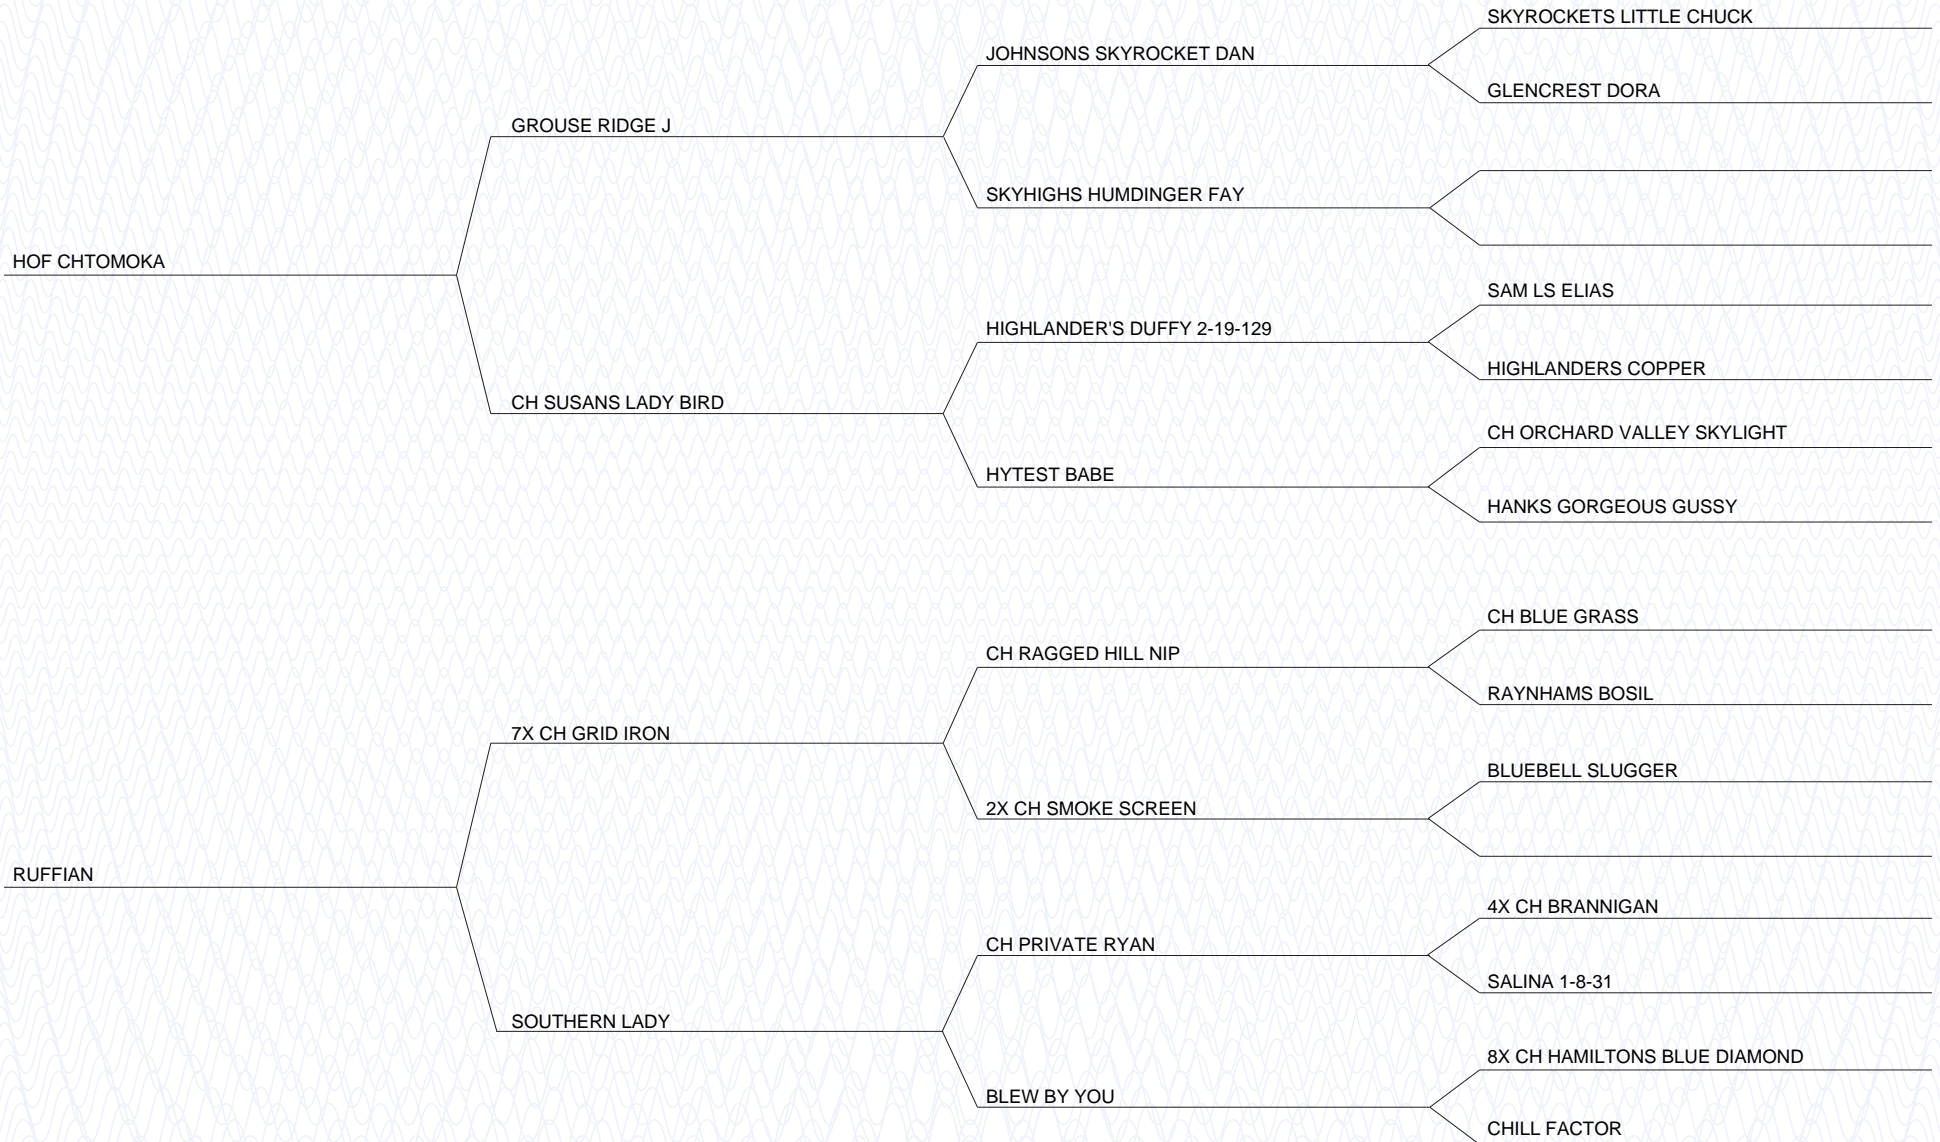 SKYROCKETS LITTLE CHUCK
JOHNSONS SKYROCKET DAN
GLENCREST DORA
GROUSE RIDGE J
SKYHIGHS HUMDINGER FAY
HOF CHTOMOKA
SAM LS ELIAS
HIGHLANDER'S DUFFY 2-19-129
HIGHLANDERS COPPER
CH SUSANS LADY BIRD
CH ORCHARD VALLEY SKYLIGHT
HYTEST BABE
HANKS GORGEOUS GUSSY
CH BLUE GRASS
CH RAGGED HILL NIP
RAYNHAMS BOSIL
7X CH GRID IRON
BLUEBELL SLUGGER
2X CH SMOKE SCREEN
RUFFIAN
4X CH BRANNIGAN
CH PRIVATE RYAN
SALINA 1-8-31
SOUTHERN LADY
8X CH HAMILTONS BLUE DIAMOND
BLEW BY YOU
CHILL FACTOR